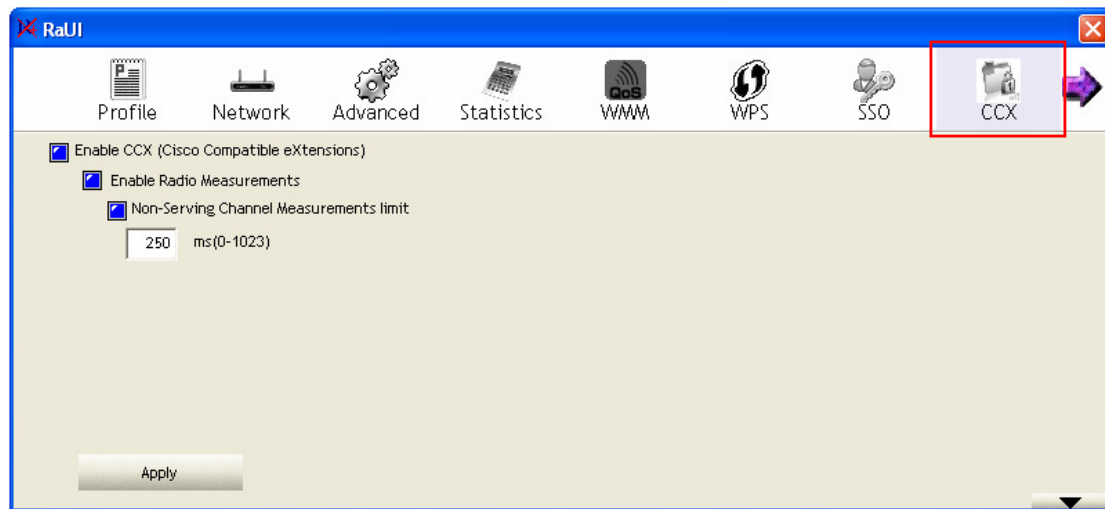 RaUI
Profile Network Advanced Statistics QoS WMM WPS SSO CCX
Enable CCX (Cisco Compatible eXtensions)
Enable Radio Measurements
Non-Serving Channel Measurements limit
250 ms(0-1023)
Apply